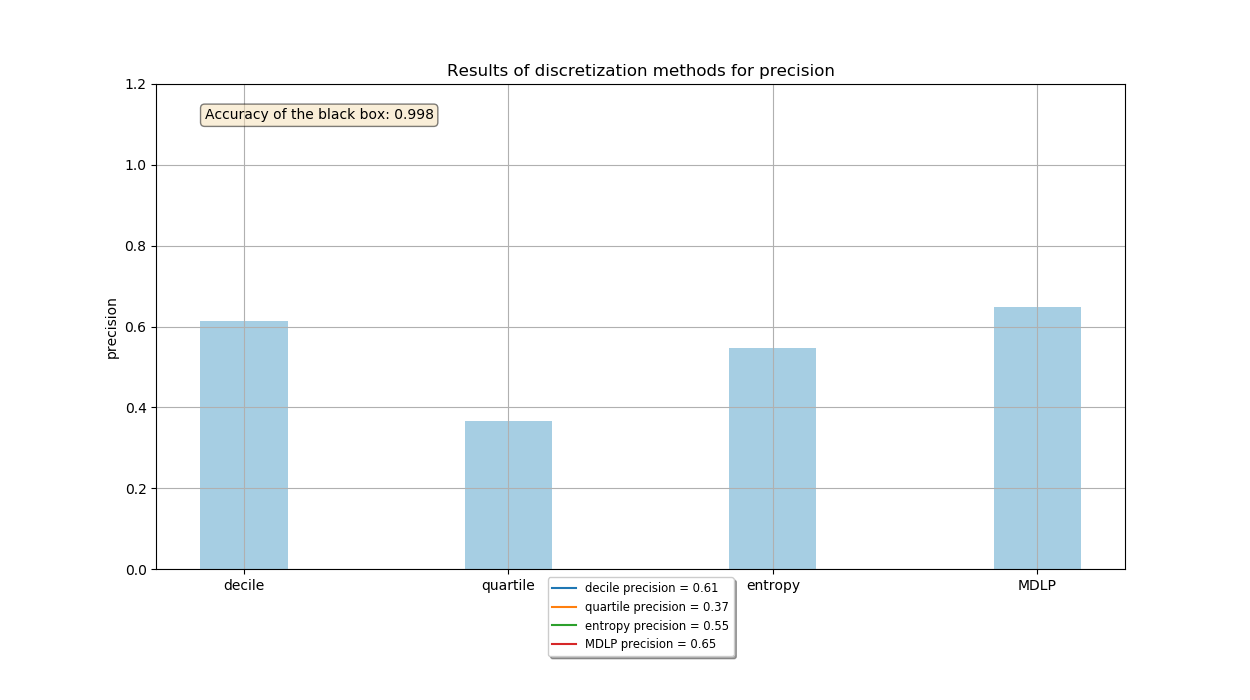 Results of discretization methods for precision
Accuracy of the black box: 0.998
1.2
1.0
0.8
0.6
0.4
0.2
0.0
precision
decile quartile entropy MDLP
decile precision = 0.61
quartile precision = 0.37
entropy precision = 0.55
MDLP precision = 0.65